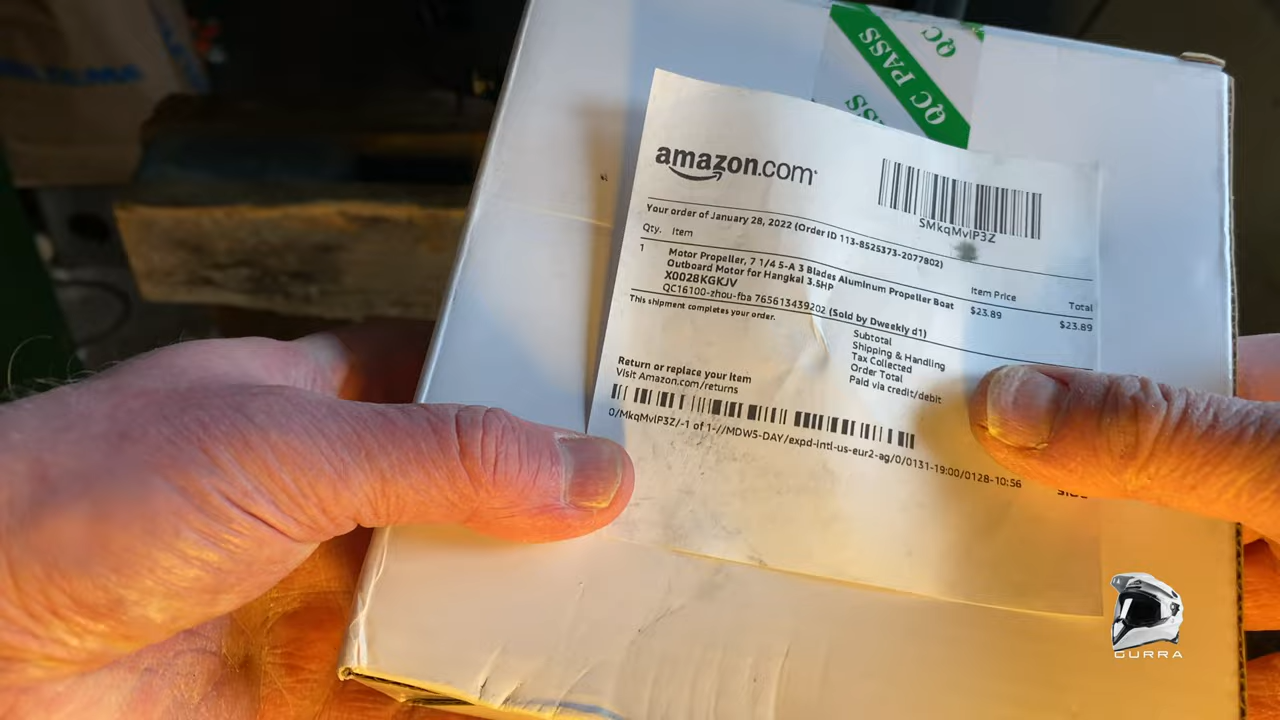 QC
QC PASS
amazon.com
SMkqMvlP3Z
Your order of January 28, 2022 (Order ID 113-8525373-2077802)
Qty. Item Item Price Total
1 Motor Propeller, 7 1/4 5-A 3 Blades Aluminum Propeller Boat $23.89 $23.89
Outboard Motor for Hangkai 3.5HP
X0028KGKJV
QC16100-zhou-fba 765613439202 (Sold by Dweekly d1)
This shipment completes your order.
Subtotal
Shipping & Handling
Tax Collected
Order Total
Paid via credit/debit
Return or replace your item
Visit Amazon.com/returns
0/MkqMvlP3Z/-1 of 1-//MDW5-DAY/expd-intl-us-eur2-ag/0/0131-19:00/0128-10:56
GURRA